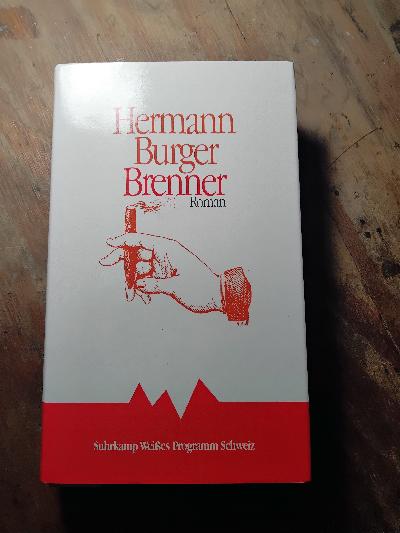 Hermann
Burger
Brenner
Roman
Suhrkamp Weißes Programm Schweiz